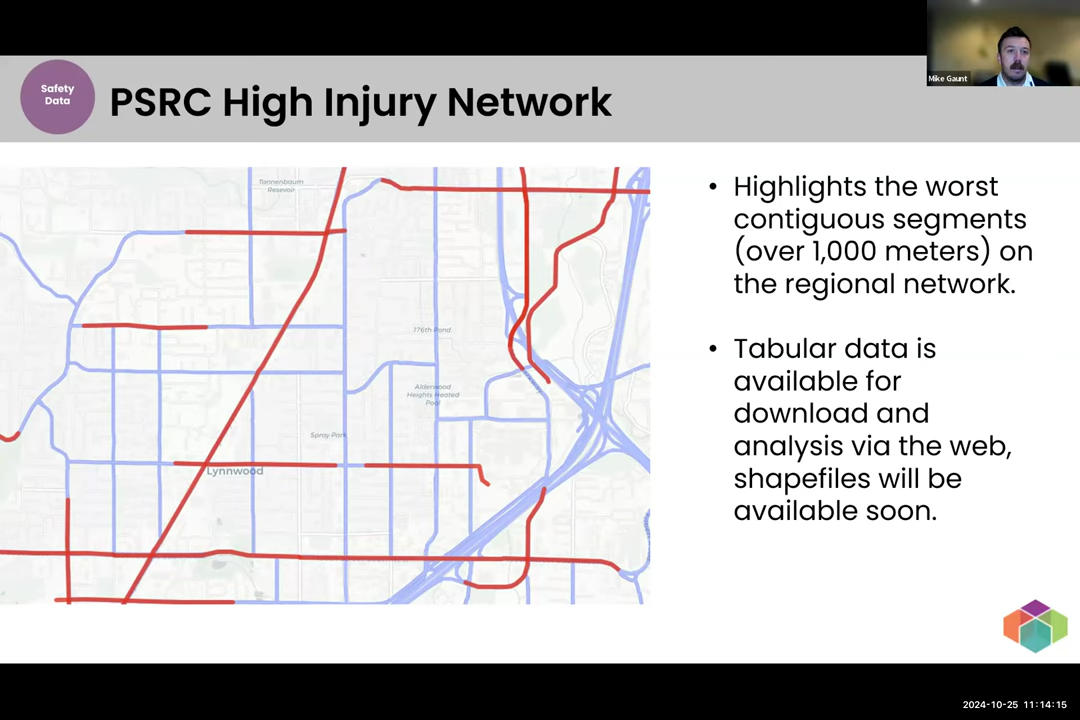 Mike Gaunt
Safety
Data
PSRC High Injury Network
Tannenbaum
Resevoir
176th Pond
Alderwood
Heights Heated
Pool
Spray Park
Lynnwood
• Highlights the worst
contiguous segments
(over 1,000 meters) on
the regional network.
• Tabular data is
available for
download and
analysis via the web,
shapefiles will be
available soon.
2024-10-25 11:14:15